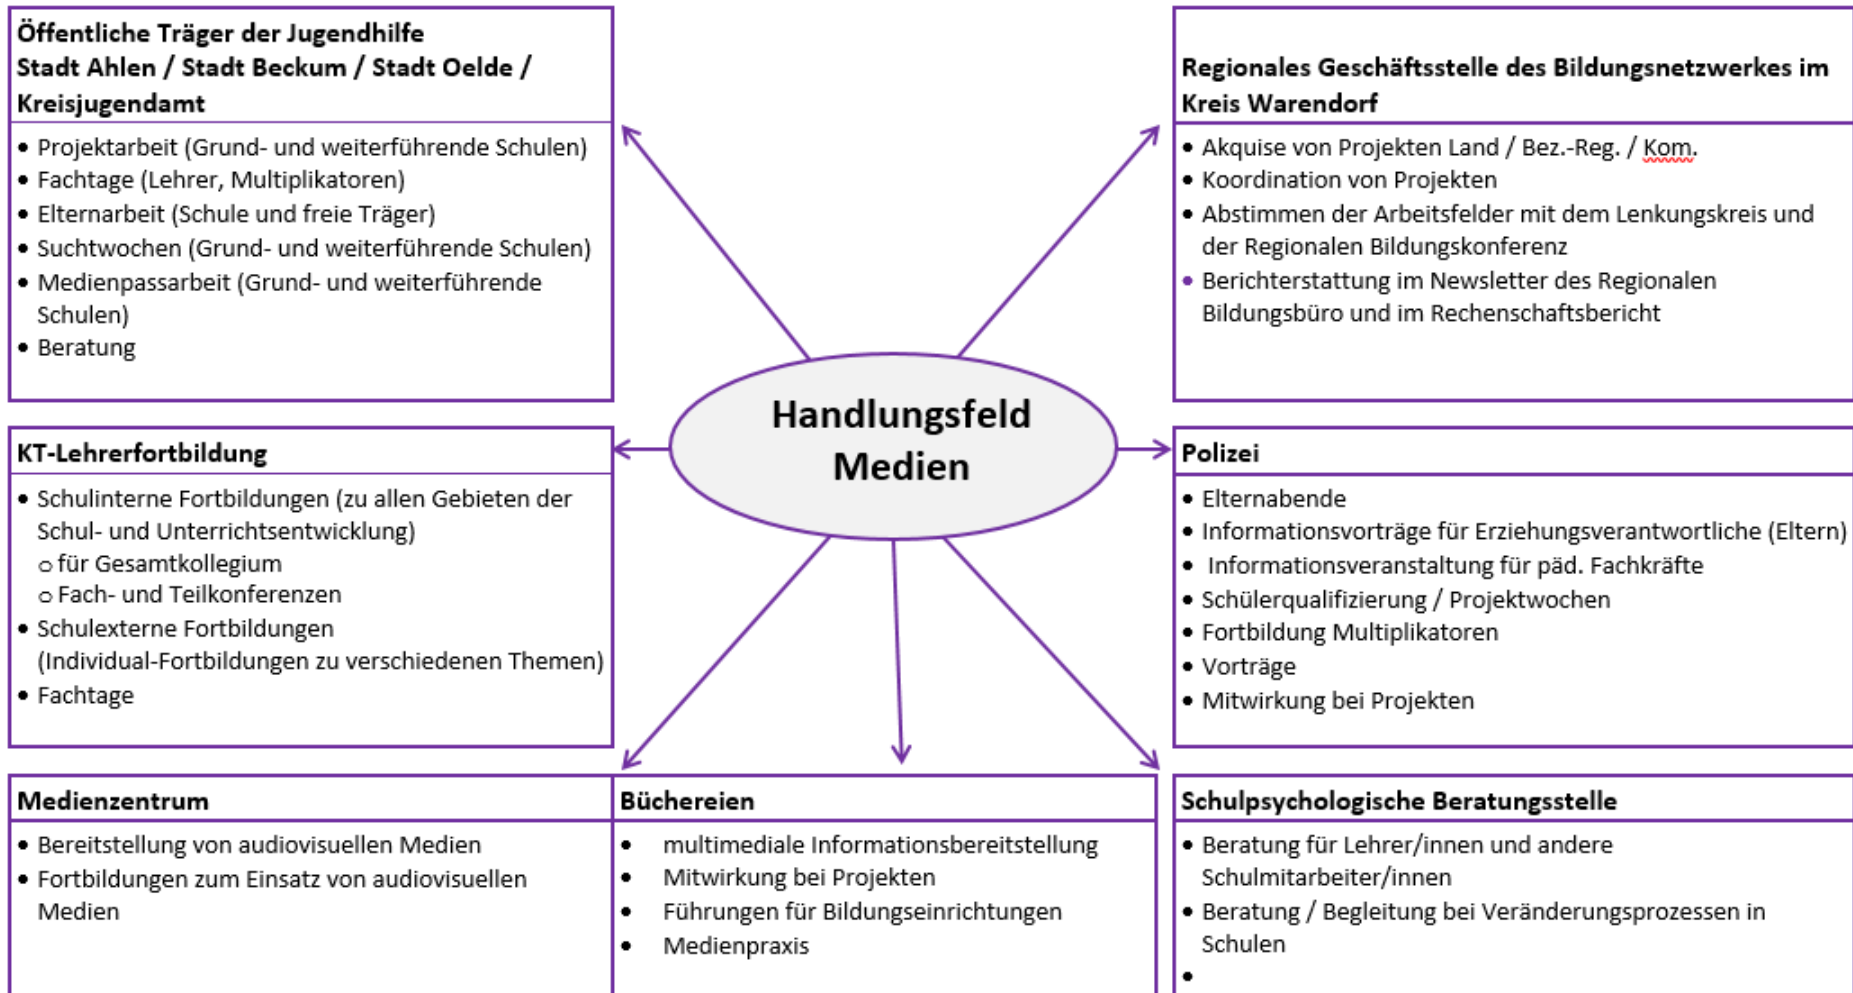 Öffentliche Träger der Jugendhilfe
Stadt Ahlen / Stadt Beckum / Stadt Oelde /
Kreisjugendamt
• Projektarbeit (Grund- und weiterführende Schulen)
• Fachtage (Lehrer, Multiplikatoren)
• Elternarbeit (Schule und freie Träger)
• Suchtwochen (Grund- und weiterführende Schulen)
• Medienpassarbeit (Grund- und weiterführende
Schulen)
• Beratung
Regionales Geschäftsstelle des Bildungsnetzwerkes im
Kreis Warendorf
• Akquise von Projekten Land / Bez.-Reg. / Kom.
• Koordination von Projekten
• Abstimmen der Arbeitsfelder mit dem Lenkungskreis und
der Regionalen Bildungskonferenz
• Berichterstattung im Newsletter des Regionalen
Bildungsbüro und im Rechenschaftsbericht
Handlungsfeld
Medien
KT-Lehrerfortbildung
• Schulinterne Fortbildungen (zu allen Gebieten der
Schul- und Unterrichtsentwicklung)
o für Gesamtkollegium
o Fach- und Teilkonferenzen
• Schulexterne Fortbildungen
(Individual-Fortbildungen zu verschiedenen Themen)
• Fachtage
Polizei
• Elternabende
• Informationsvorträge für Erziehungsverantwortliche (Eltern)
• Informationsveranstaltung für päd. Fachkräfte
• Schülerqualifizierung / Projektwochen
• Fortbildung Multiplikatoren
• Vorträge
• Mitwirkung bei Projekten
Medienzentrum
• Bereitstellung von audiovisuellen Medien
• Fortbildungen zum Einsatz von audiovisuellen
Medien
Büchereien
• multimediale Informationsbereitstellung
• Mitwirkung bei Projekten
• Führungen für Bildungseinrichtungen
• Medienpraxis
Schulpsychologische Beratungsstelle
• Beratung für Lehrer/innen und andere
Schulmitarbeiter/innen
• Beratung / Begleitung bei Veränderungsprozessen in
Schulen
•